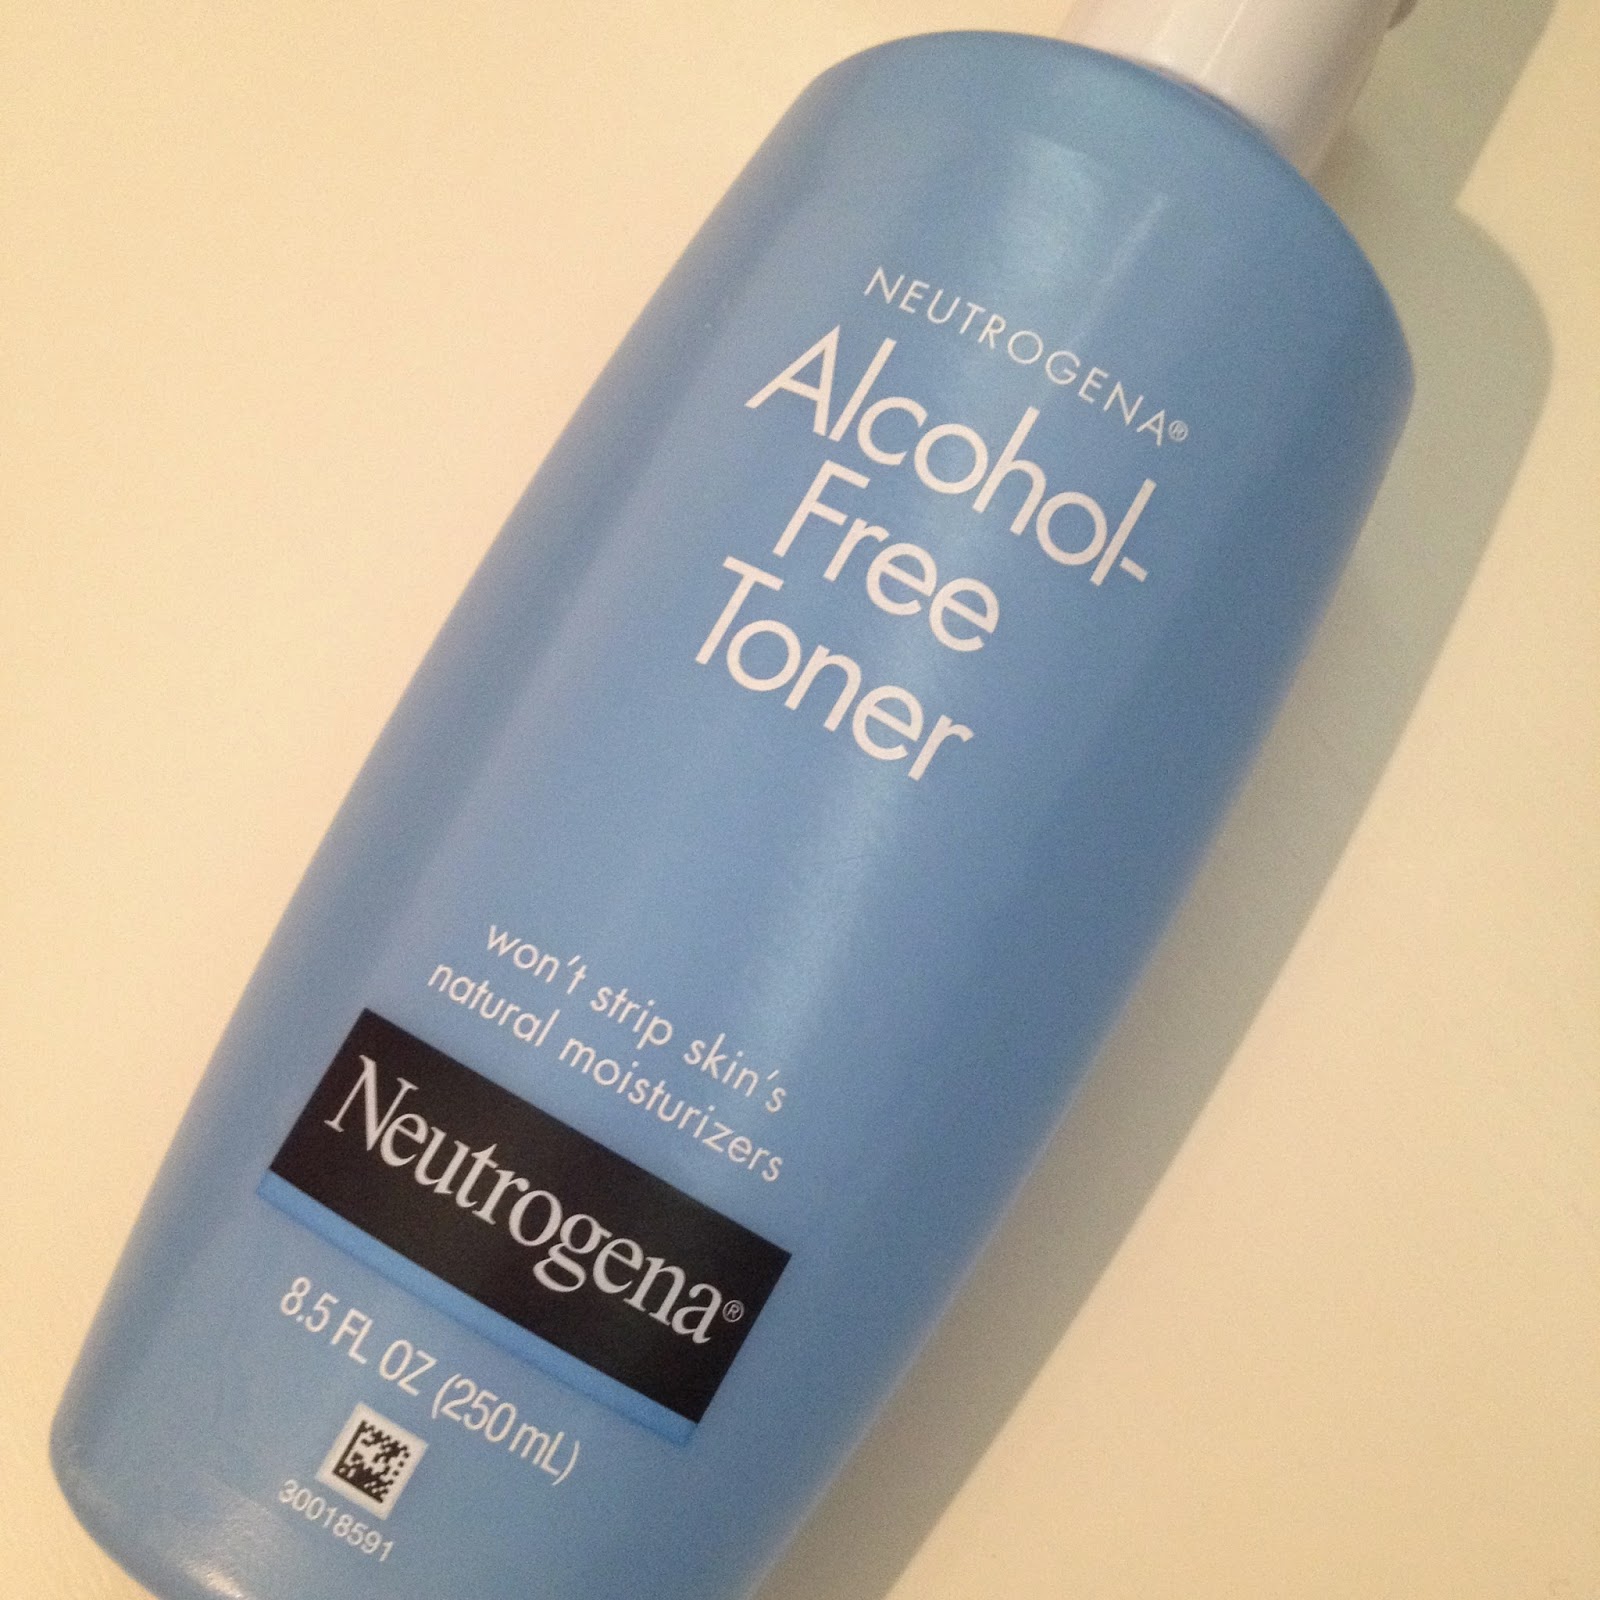 NEUTROGENA®
Alcohol-
Free
Toner
won't strip skin's
natural moisturizers
Neutrogena®
8.5 FL OZ (250 mL)
30018591